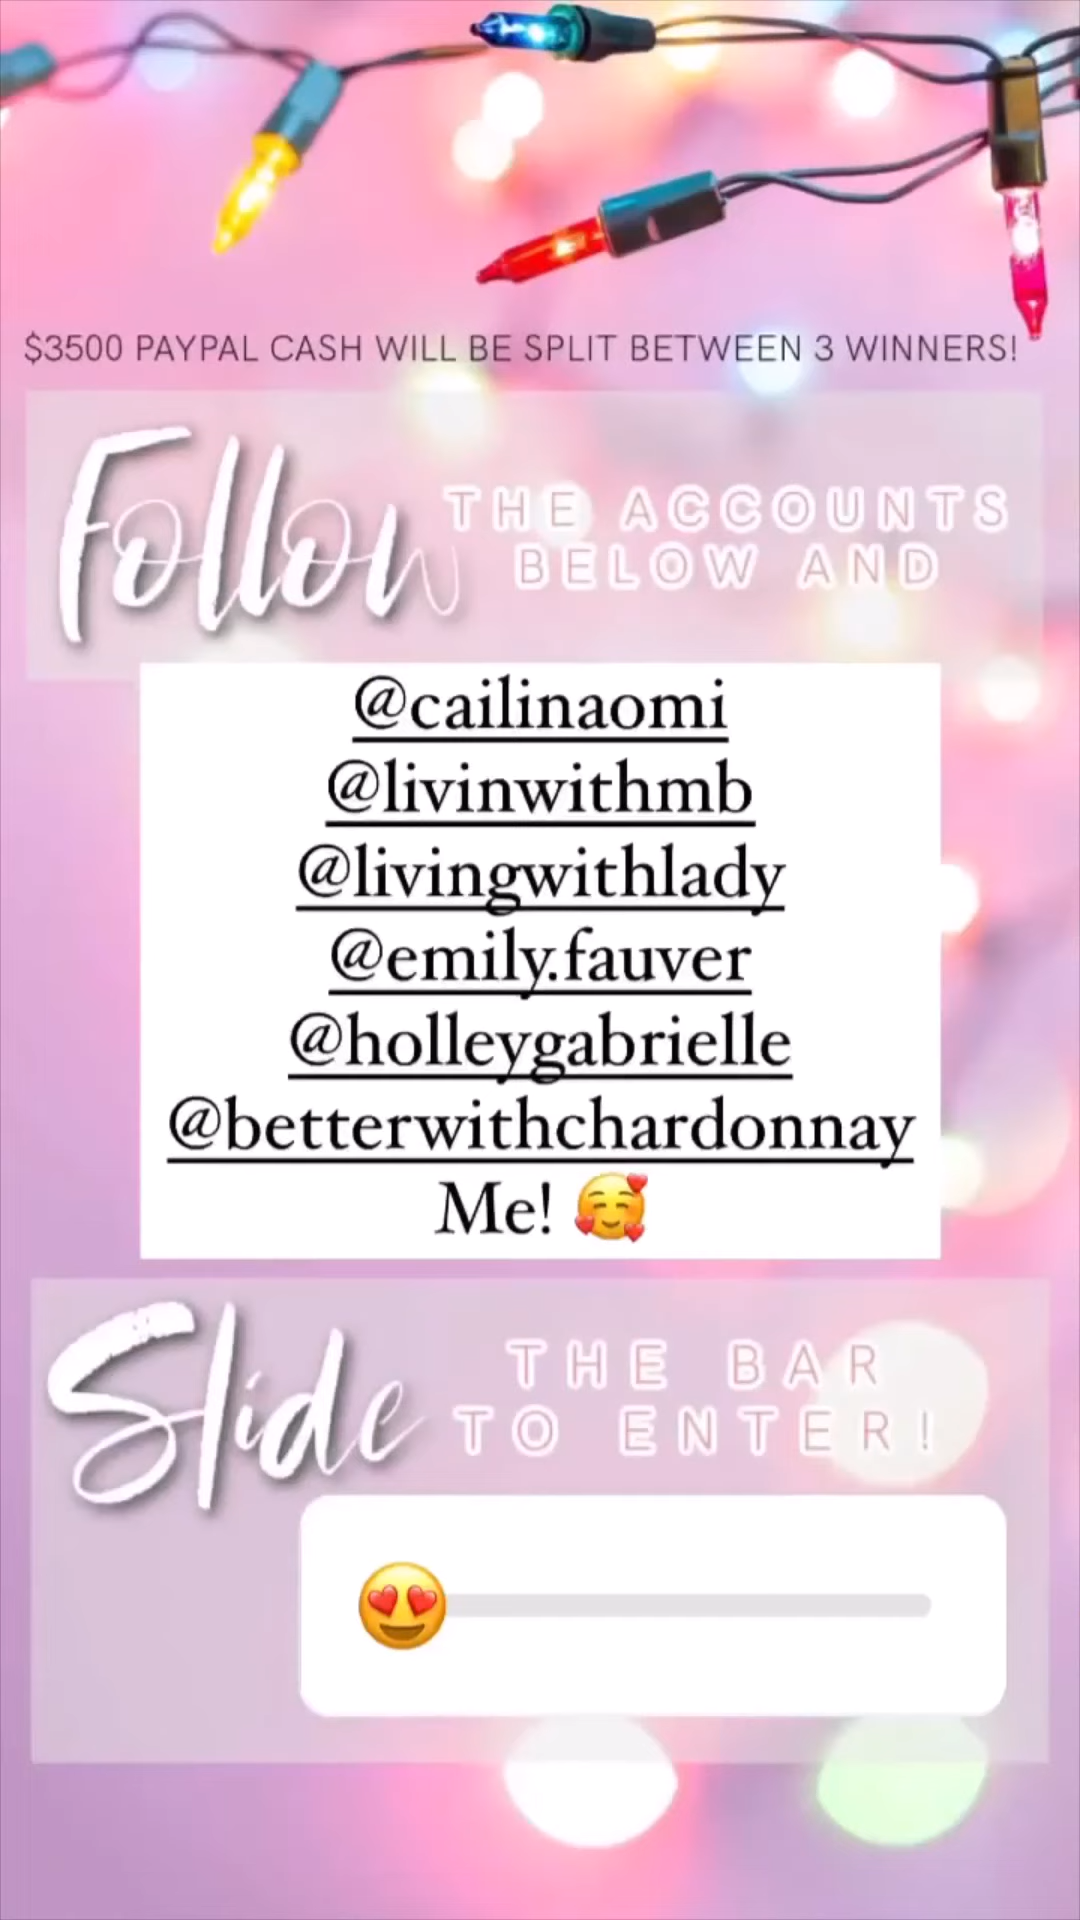 $3500 PAYPAL CASH WILL BE SPLIT BETWEEN 3 WINNERS!
Follow THE ACCOUNTS
BELOW AND
@cailinaomi
@livinwithmb
@livingwithlady
@emily.fauver
@holleygabrielle
@betterwithchardonnay
Me! 🥰
Slide THE BAR
TO ENTER!